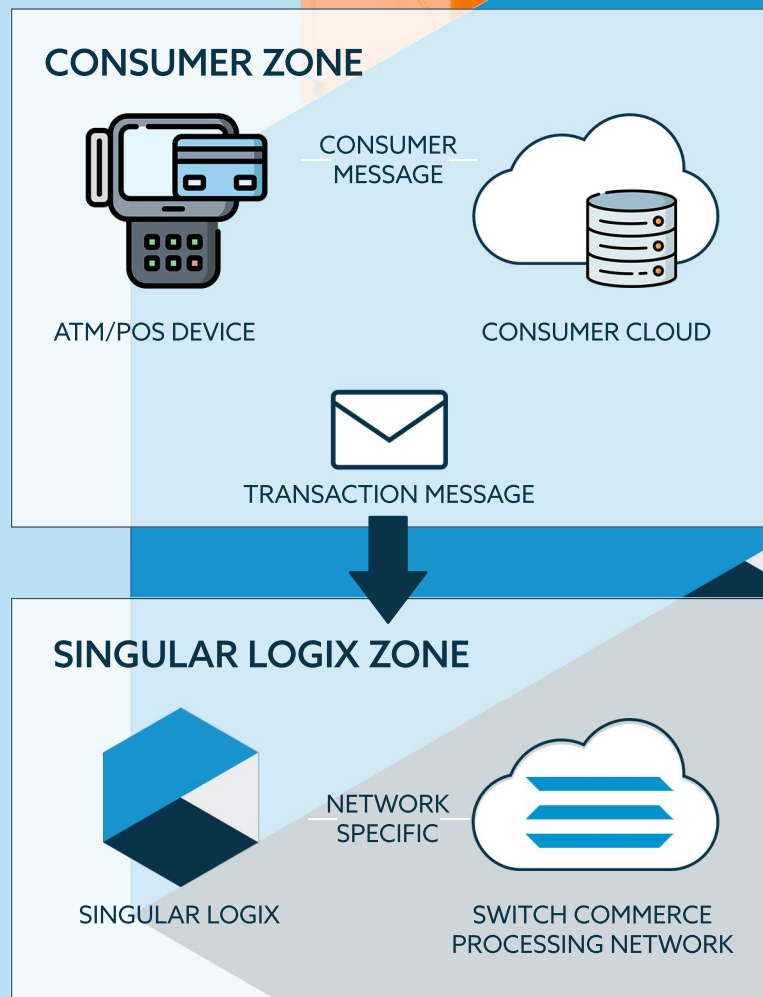 CONSUMER ZONE
CONSUMER
MESSAGE
ATM/POS DEVICE
CONSUMER CLOUD
TRANSACTION MESSAGE
SINGULAR LOGIX ZONE
NETWORK
SPECIFIC
SINGULAR LOGIX
SWITCH COMMERCE
PROCESSING NETWORK